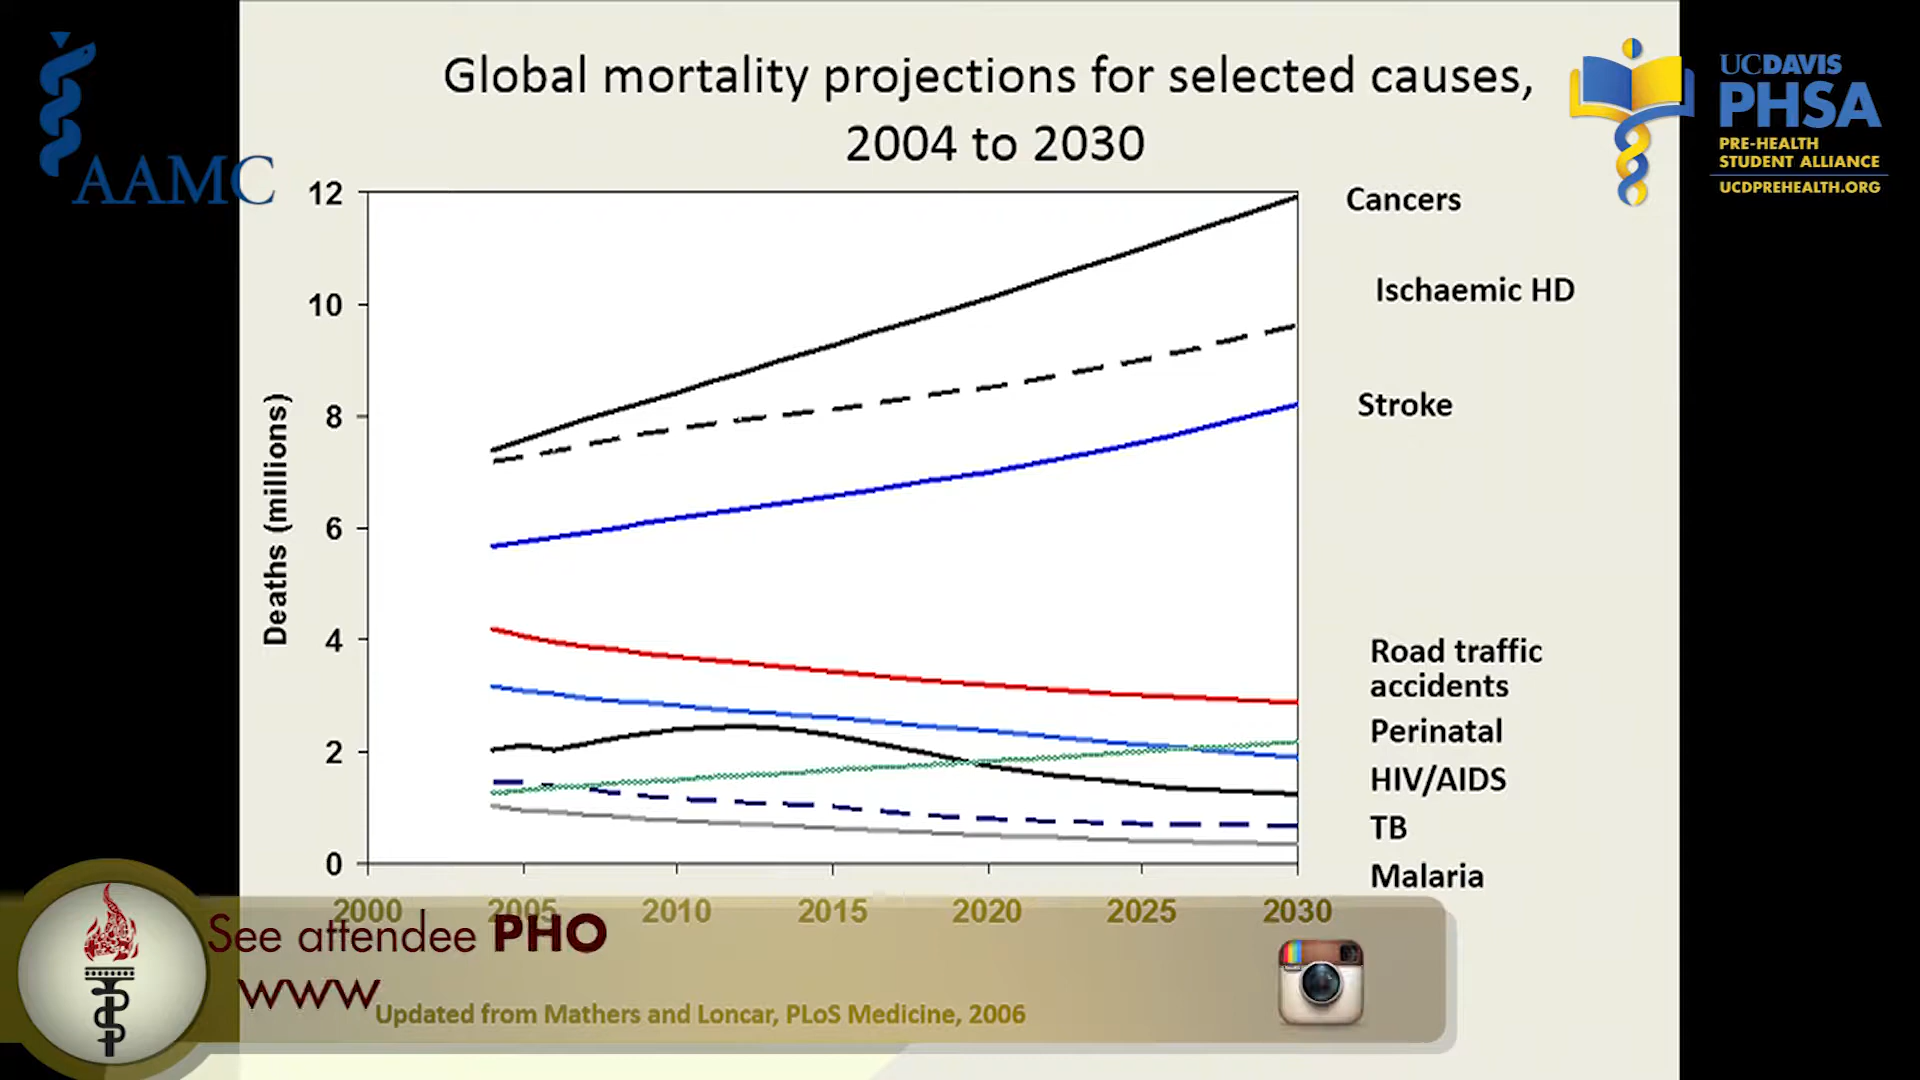 Global mortality projections for selected causes,
2004 to 2030
AAMC
UCDAVIS
PHSA
PRE-HEALTH
STUDENT ALLIANCE
UCDPREHEALTH.ORG
12
10
8
6
4
2
0
Deaths (millions)
Cancers
Ischaemic HD
Stroke
Road traffic
accidents
Perinatal
HIV/AIDS
TB
Malaria
2000 2005 2010 2015 2020 2025 2030
See attendee PHO
WWW
Updated from Mathers and Loncar, PLoS Medicine, 2006